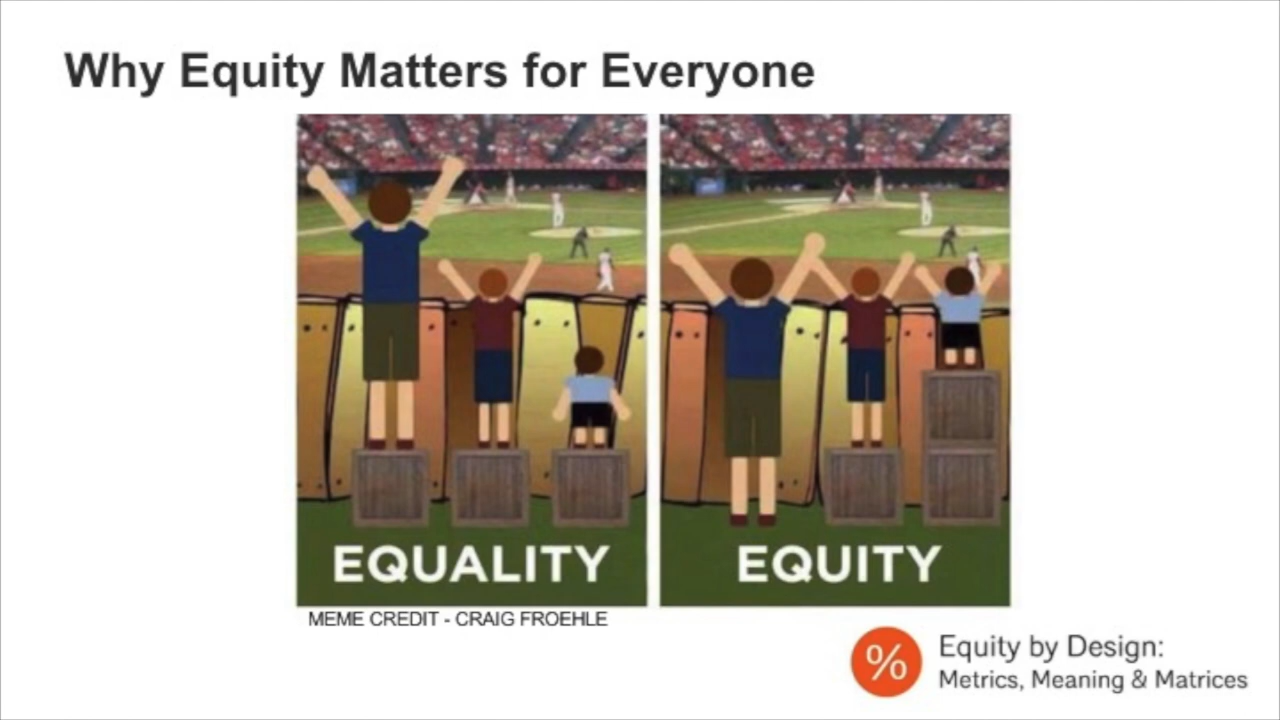 Why Equity Matters for Everyone
EQUALITY
EQUITY
MEME CREDIT - CRAIG FROEHLE
%
Equity by Design:
Metrics, Meaning & Matrices